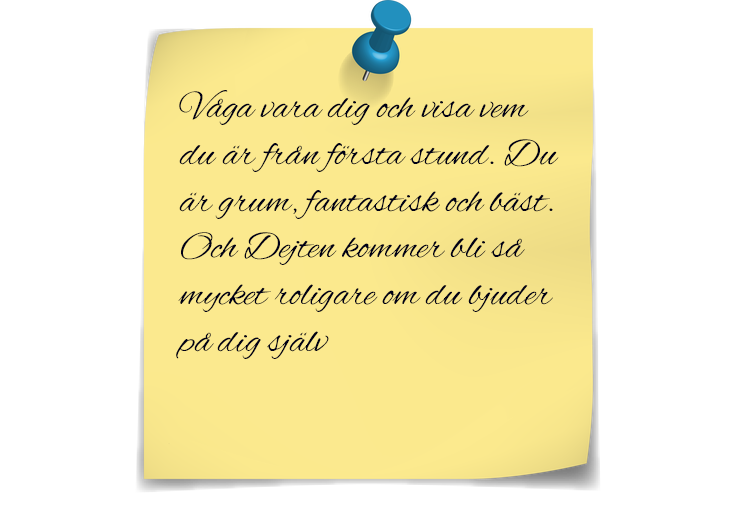 Våga vara dig och visa vem
du är från första stund. Du
är grum, fantastisk och bäst.
Och Dejten kommer bli så
mycket roligare om du bjuder
på dig själv